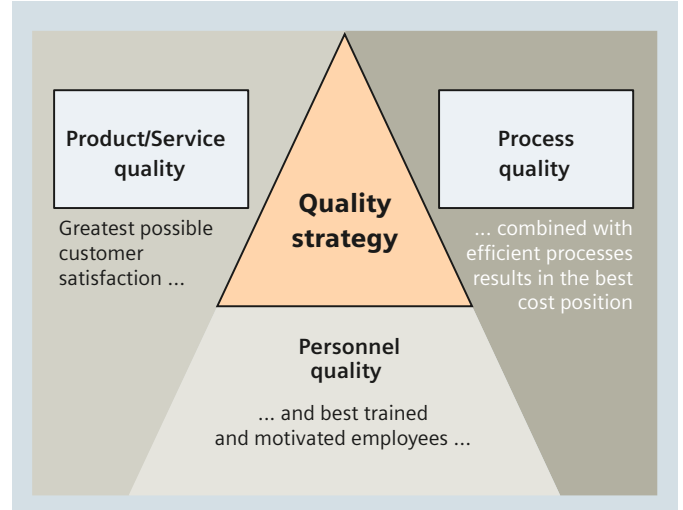 Product/Service
quality
Greatest possible
customer
satisfaction ...
Quality
strategy
Personnel
quality
... and best trained
and motivated employees ...
Process
quality
... combined with
efficient processes
results in the best
cost position